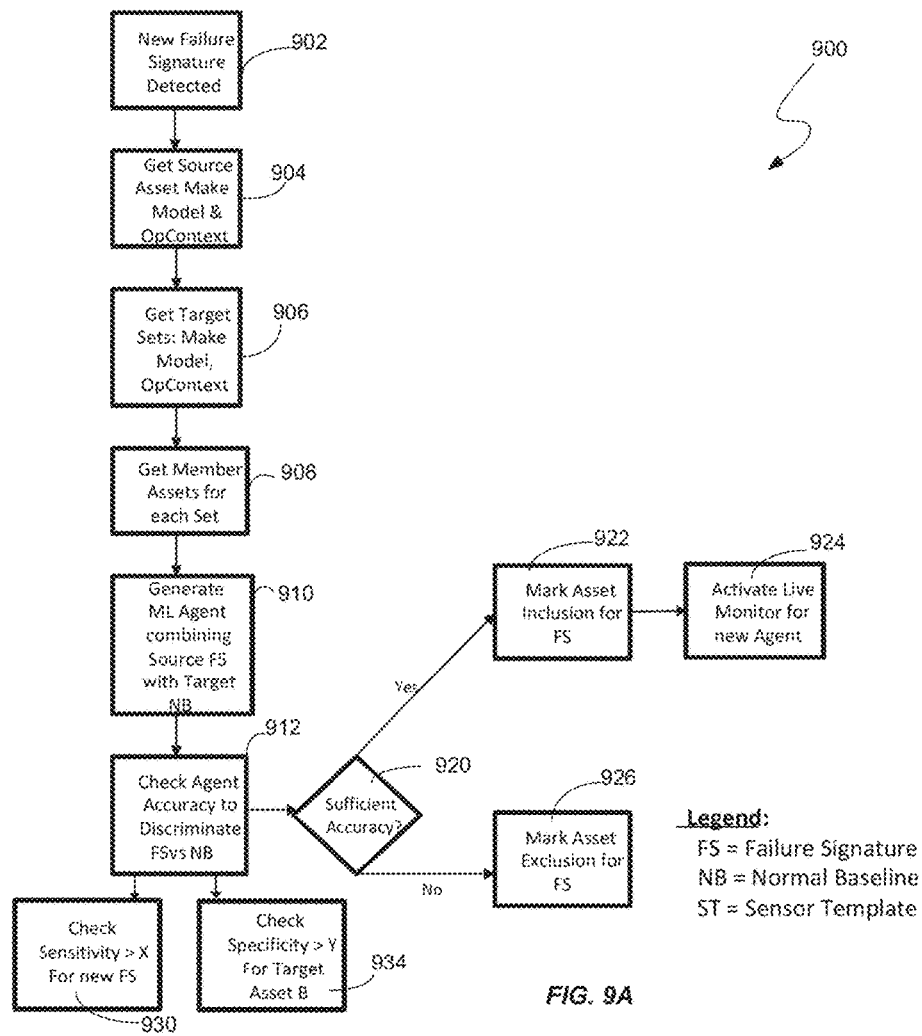 New Failure
Signature
Detected
902
900
Get Source
Asset Make
Model &
OpContext
904
Get Target
Sets: Make
Model,
OpContext
906
Get Member
Assets for
each Set
908
Generate
ML Agent
combining
Source FS
with Target
NB
910
Check Agent
Accuracy to
Discriminate
FSvs NB
912
Sufficient
Accuracy?
920
Yes
No
Mark Asset
Inclusion for
FS
922
Activate Live
Monitor for
new Agent
924
Mark Asset
Exclusion for
FS
926
Check
Sensitivity > X
For new FS
930
Check
Specificity > Y
For Target
Asset B
934
Legend:
FS = Failure Signature
NB = Normal Baseline
ST = Sensor Template
FIG. 9A